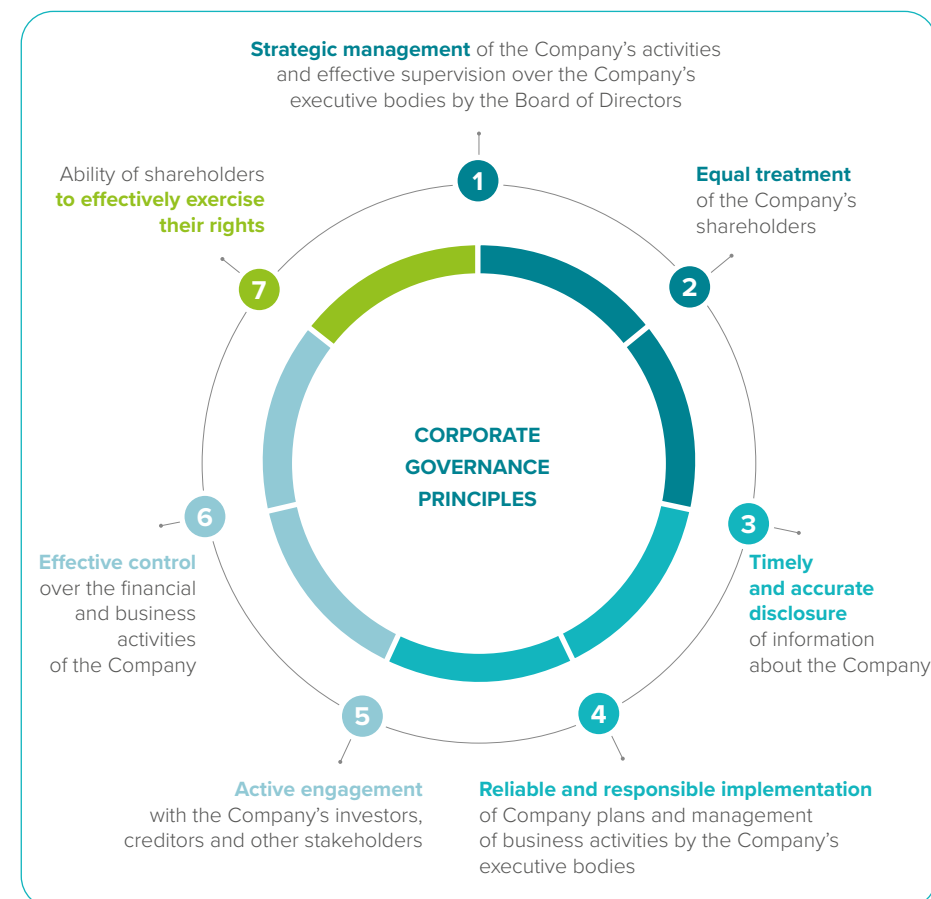 Strategic management of the Company’s activities
and effective supervision over the Company’s
executive bodies by the Board of Directors
1
Equal treatment
of the Company’s
shareholders
2
3
Timely
and accurate
disclosure
of information
about the Company
4
Reliable and responsible implementation
of Company plans and management
of business activities by the Company’s
executive bodies
5
Active engagement
with the Company’s investors,
creditors and other stakeholders
6
Effective control
over the financial
and business
activities
of the Company
Ability of shareholders
to effectively exercise
their rights
7
CORPORATE
GOVERNANCE
PRINCIPLES